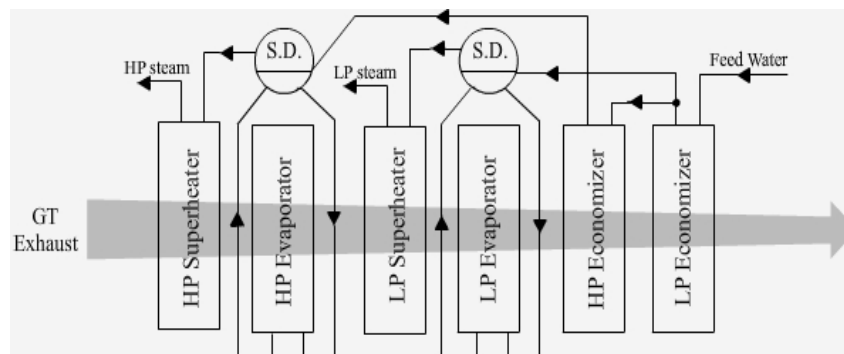 S.D.
S.D.
HP steam
LP steam
Feed Water
GT
Exhaust
HP Superheater
HP Evaporator
LP Superheater
LP Evaporator
HP Economizer
LP Economizer